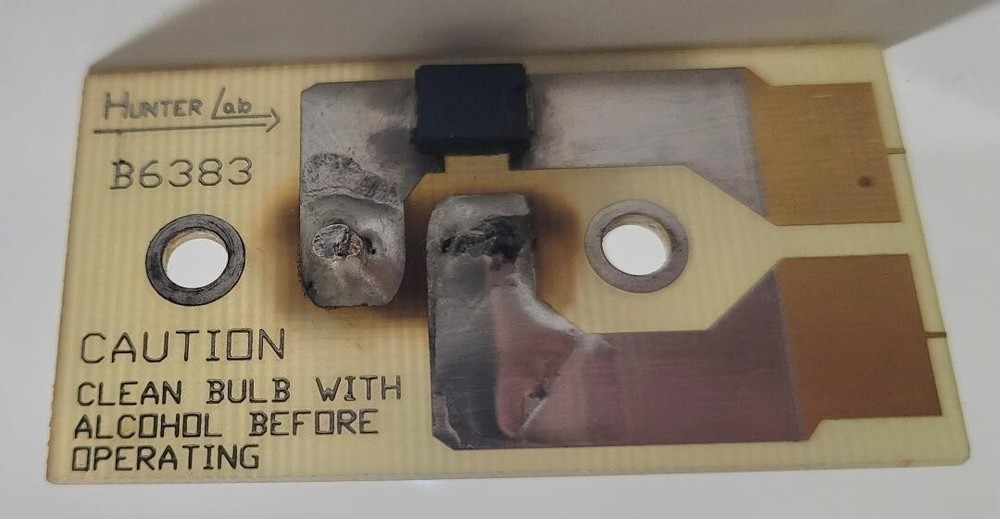 HUNTER Lab
B6383
CAUTION
CLEAN BULB WITH
ALCOHOL BEFORE
OPERATING